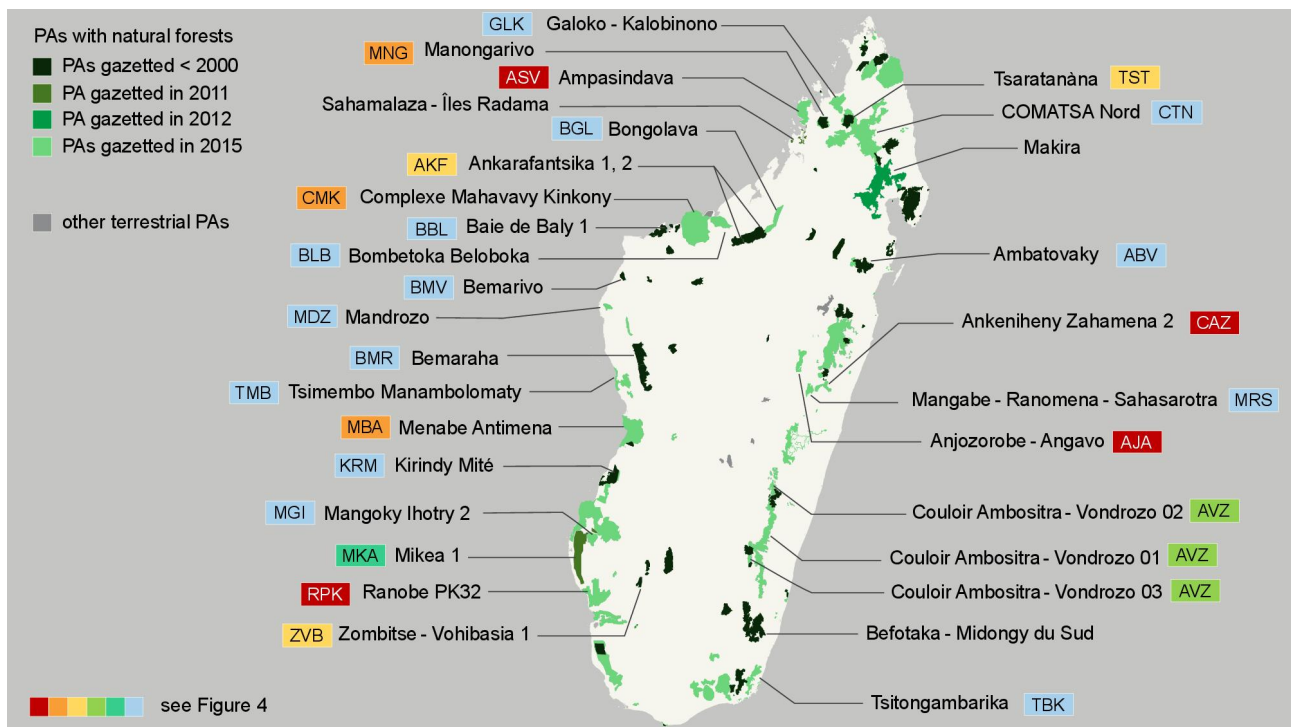 PAs with natural forests
PAs gazetted < 2000
PA gazetted in 2011
PA gazetted in 2012
PAs gazetted in 2015
other terrestrial PAs
GLK Galoko - Kalobinono
MNG Manongarivo
ASV Ampasindava
Sahamalaza - Îles Radama
BGL Bongolava
AKF Ankarafantsika 1, 2
CMK Complexe Mahavavy Kinkony
BBL Baie de Baly 1
BLB Bombetoka Beloboka
BMV Bemarivo
MDZ Mandrozo
BMR Bemaraha
TMB Tsimembo Manambolomaty
MBA Menabe Antimena
KRM Kirindy Mité
MGI Mangoky Ihotry 2
MKA Mikea 1
RPK Ranobe PK32
ZVB Zombitse - Vohibasia 1
see Figure 4
Tsaratanàna TST
COMATSA Nord CTN
Makira
Ambatovaky ABV
Ankeniheny Zahamena 2 CAZ
Mangabe - Ranomena - Sahasarotra MRS
Anjozorobe - Angavo AJA
Couloir Ambositra - Vondrozo 02 AVZ
Couloir Ambositra - Vondrozo 01 AVZ
Couloir Ambositra - Vondrozo 03 AVZ
Befotaka - Midongy du Sud
Tsitongambarika TBK